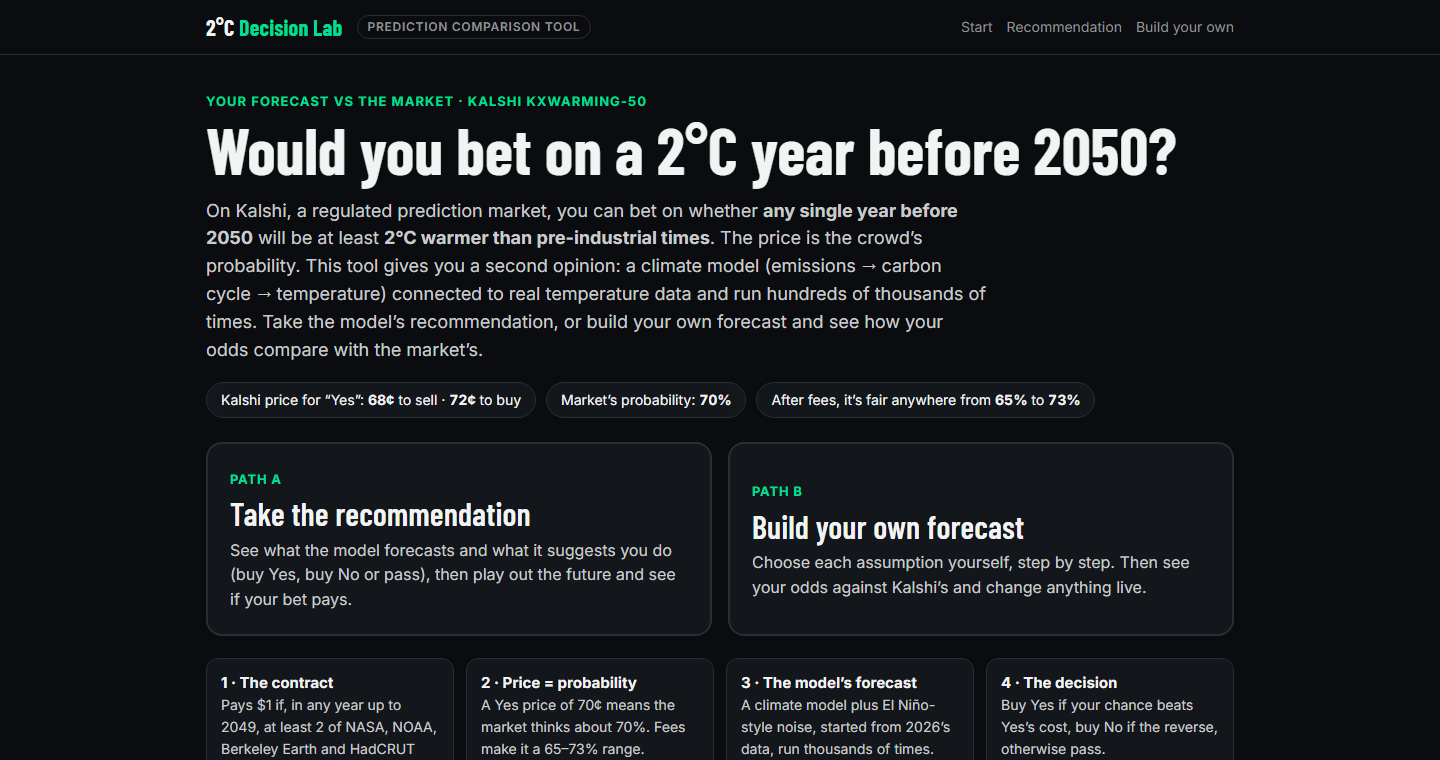 2°C Decision Lab
PREDICTION COMPARISON TOOL
Start
Recommendation
Build your own
YOUR FORECAST VS THE MARKET · KALSHI KXWARMING-50
Would you bet on a 2°C year before 2050?
On Kalshi, a regulated prediction market, you can bet on whether any single year before
2050 will be at least 2°C warmer than pre-industrial times. The price is the crowd’s
probability. This tool gives you a second opinion: a climate model (emissions → carbon
cycle → temperature) connected to real temperature data and run hundreds of thousands of
times. Take the model’s recommendation, or build your own forecast and see how your
odds compare with the market’s.
Kalshi price for “Yes”: 68¢ to sell · 72¢ to buy
Market’s probability: 70%
After fees, it’s fair anywhere from 65% to 73%
PATH A
Take the recommendation
See what the model forecasts and what it suggests you do
(buy Yes, buy No or pass), then play out the future and see
if your bet pays.
PATH B
Build your own forecast
Choose each assumption yourself, step by step. Then see
your odds against Kalshi’s and change anything live.
1 · The contract
Pays $1 if, in any year up to
2049, at least 2 of NASA, NOAA,
Berkeley Earth and HadCRUT
2 · Price = probability
A Yes price of 70¢ means the
market thinks about 70%. Fees
make it a 65–73% range.
3 · The model’s forecast
A climate model plus El Niño-
style noise, started from 2026’s
data, run thousands of times.
4 · The decision
Buy Yes if your chance beats
Yes’s cost, buy No if the reverse,
otherwise pass.